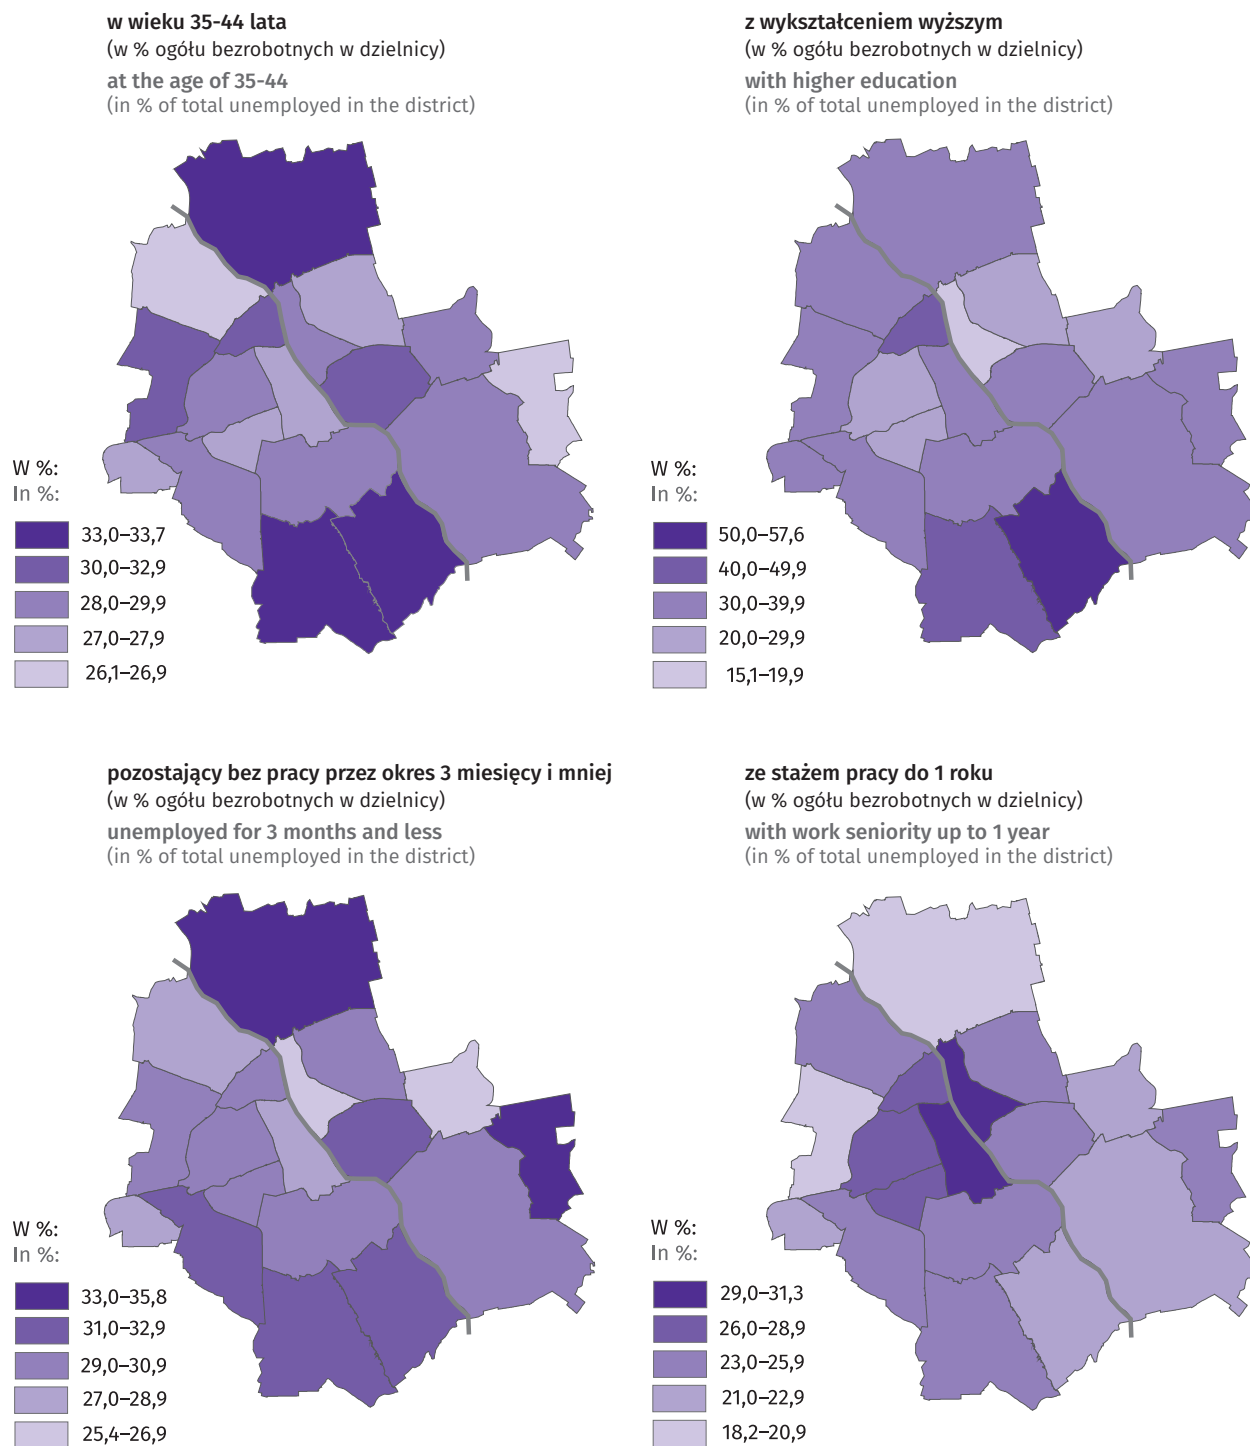 w wieku 35-44 lata
(w % ogółu bezrobotnych w dzielnicy)
at the age of 35-44
(in % of total unemployed in the district)
W %:
In %:
33,0–33,7
30,0–32,9
28,0–29,9
27,0–27,9
26,1–26,9
z wykształceniem wyższym
(w % ogółu bezrobotnych w dzielnicy)
with higher education
(in % of total unemployed in the district)
W %:
In %:
50,0–57,6
40,0–49,9
30,0–39,9
20,0–29,9
15,1–19,9
pozostający bez pracy przez okres 3 miesięcy i mniej
(w % ogółu bezrobotnych w dzielnicy)
unemployed for 3 months and less
(in % of total unemployed in the district)
W %:
In %:
33,0–35,8
31,0–32,9
29,0–30,9
27,0–28,9
25,4–26,9
ze stażem pracy do 1 roku
(w % ogółu bezrobotnych w dzielnicy)
with work seniority up to 1 year
(in % of total unemployed in the district)
W %:
In %:
29,0–31,3
26,0–28,9
23,0–25,9
21,0–22,9
18,2–20,9